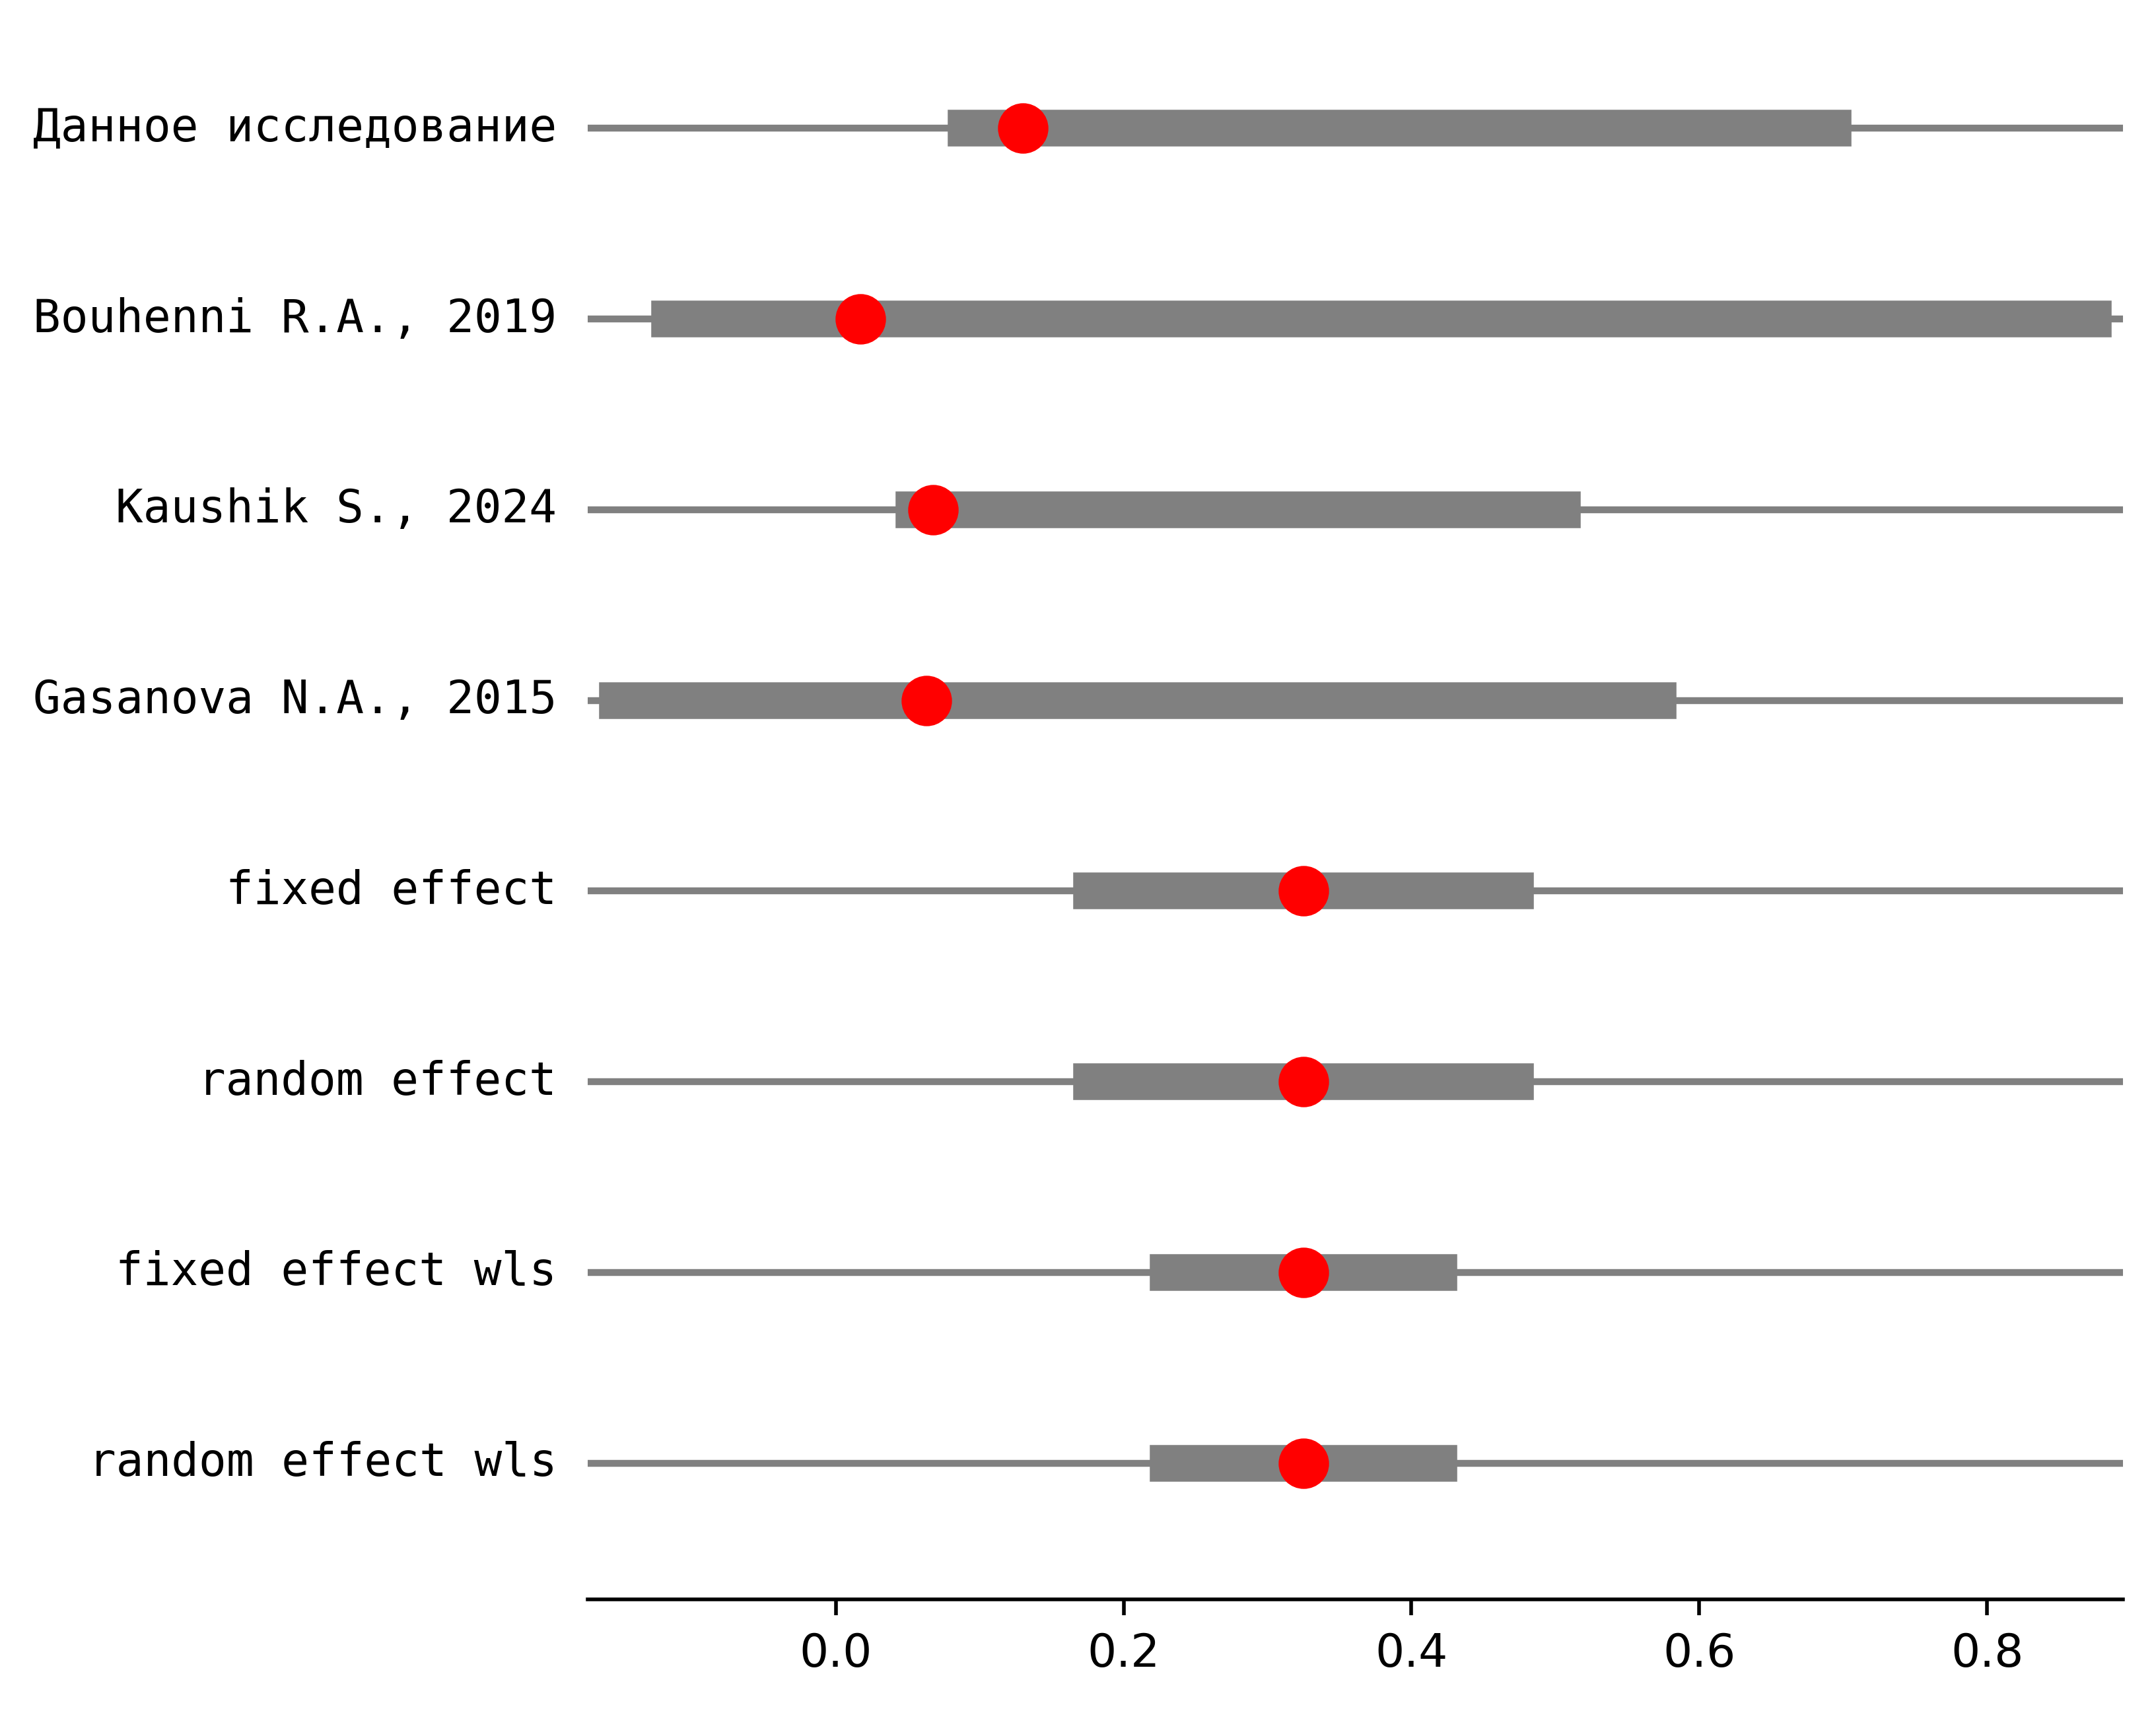 Данное исследование
Bouhenni R.A., 2019
Kaushik S., 2024
Gasanova N.A., 2015
fixed effect
random effect
fixed effect wls
random effect wls
0.0 0.2 0.4 0.6 0.8